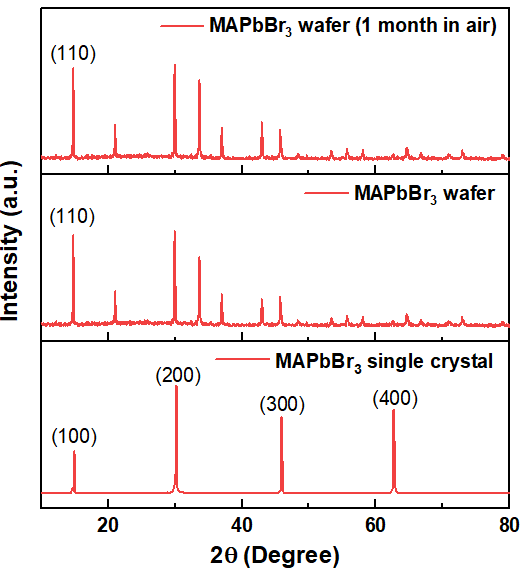 MAPbBr₃ wafer (1 month in air)
(110)
MAPbBr₃ wafer
(110)
MAPbBr₃ single crystal
(200)
(400)
(300)
(100)
Intensity (a.u.)
20 40 60 80
2θ (Degree)